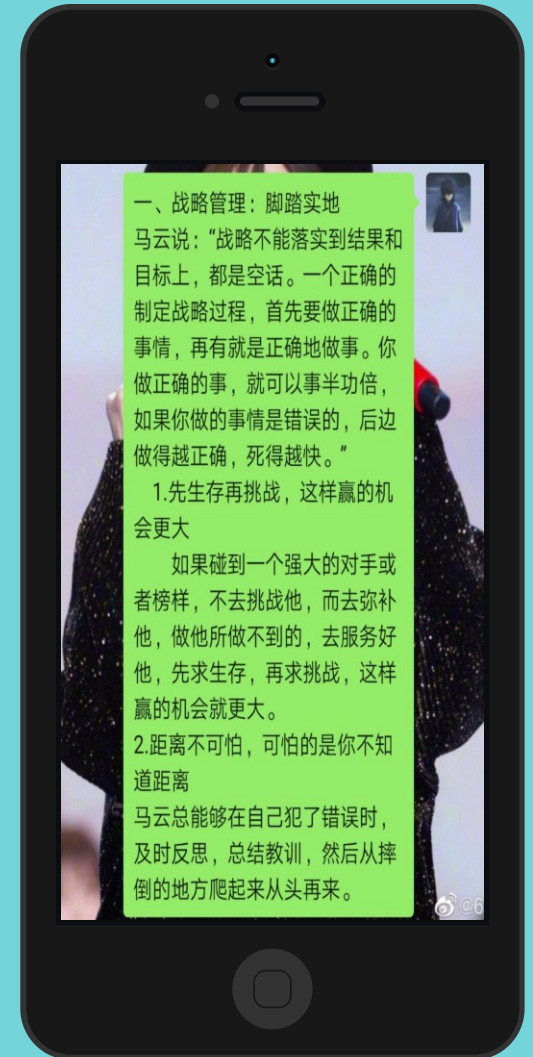 一、战略管理：脚踏实地
马云说：“战略不能落实到结果和
目标上，都是空话。一个正确的
制定战略过程，首先要做正确的
事情，再有就是正确地做事。你
做正确的事，就可以事半功倍，
如果你做的事情是错误的，后边
做得越正确，死得越快。”
1.先生存再挑战，这样赢的机
会更大
如果碰到一个强大的对手或
者榜样，不去挑战他，而去弥补
他，做他所做不到的，去服务好
他，先求生存，再求挑战，这样
赢的机会就更大。
2.距离不可怕，可怕的是你不知
道距离
马云总能够在自己犯了错误时，
及时反思，总结教训，然后从摔
倒的地方爬起来从头再来。
@6